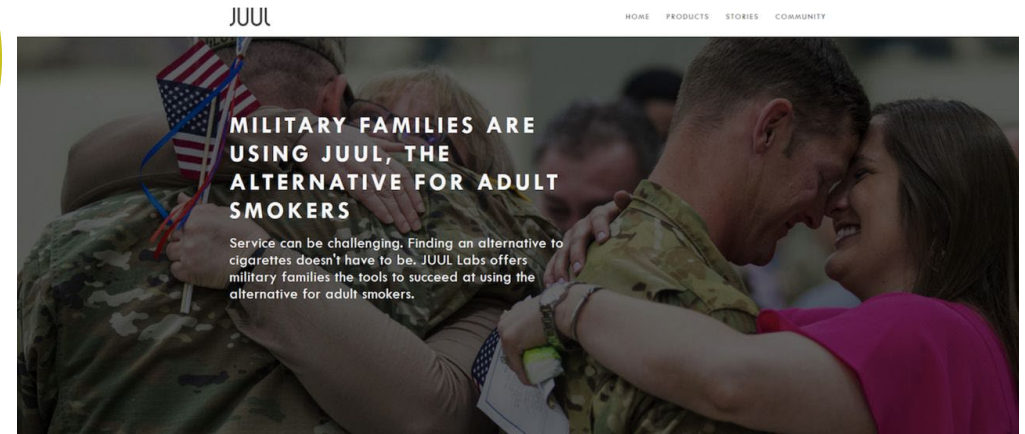 JUUL
HOME PRODUCTS STORIES COMMUNITY
MILITARY FAMILIES ARE
USING JUUL, THE
ALTERNATIVE FOR ADULT
SMOKERS
Service can be challenging. Finding an alternative to
cigarettes doesn't have to be. JUUL Labs offers
military families the tools to succeed at using the
alternative for adult smokers.